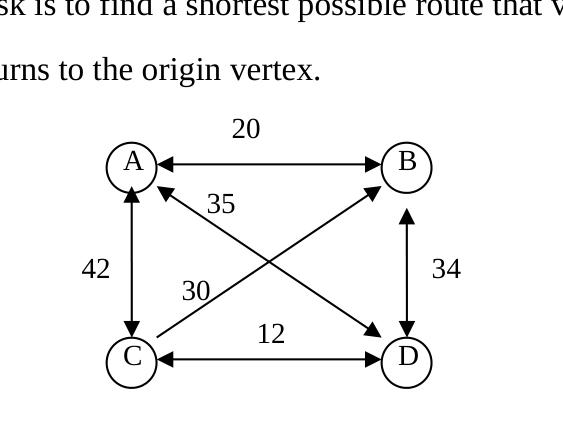 sk is to find a shortest possible route that v
urns to the origin vertex.
20
A B
35
42 34
30
12
C D